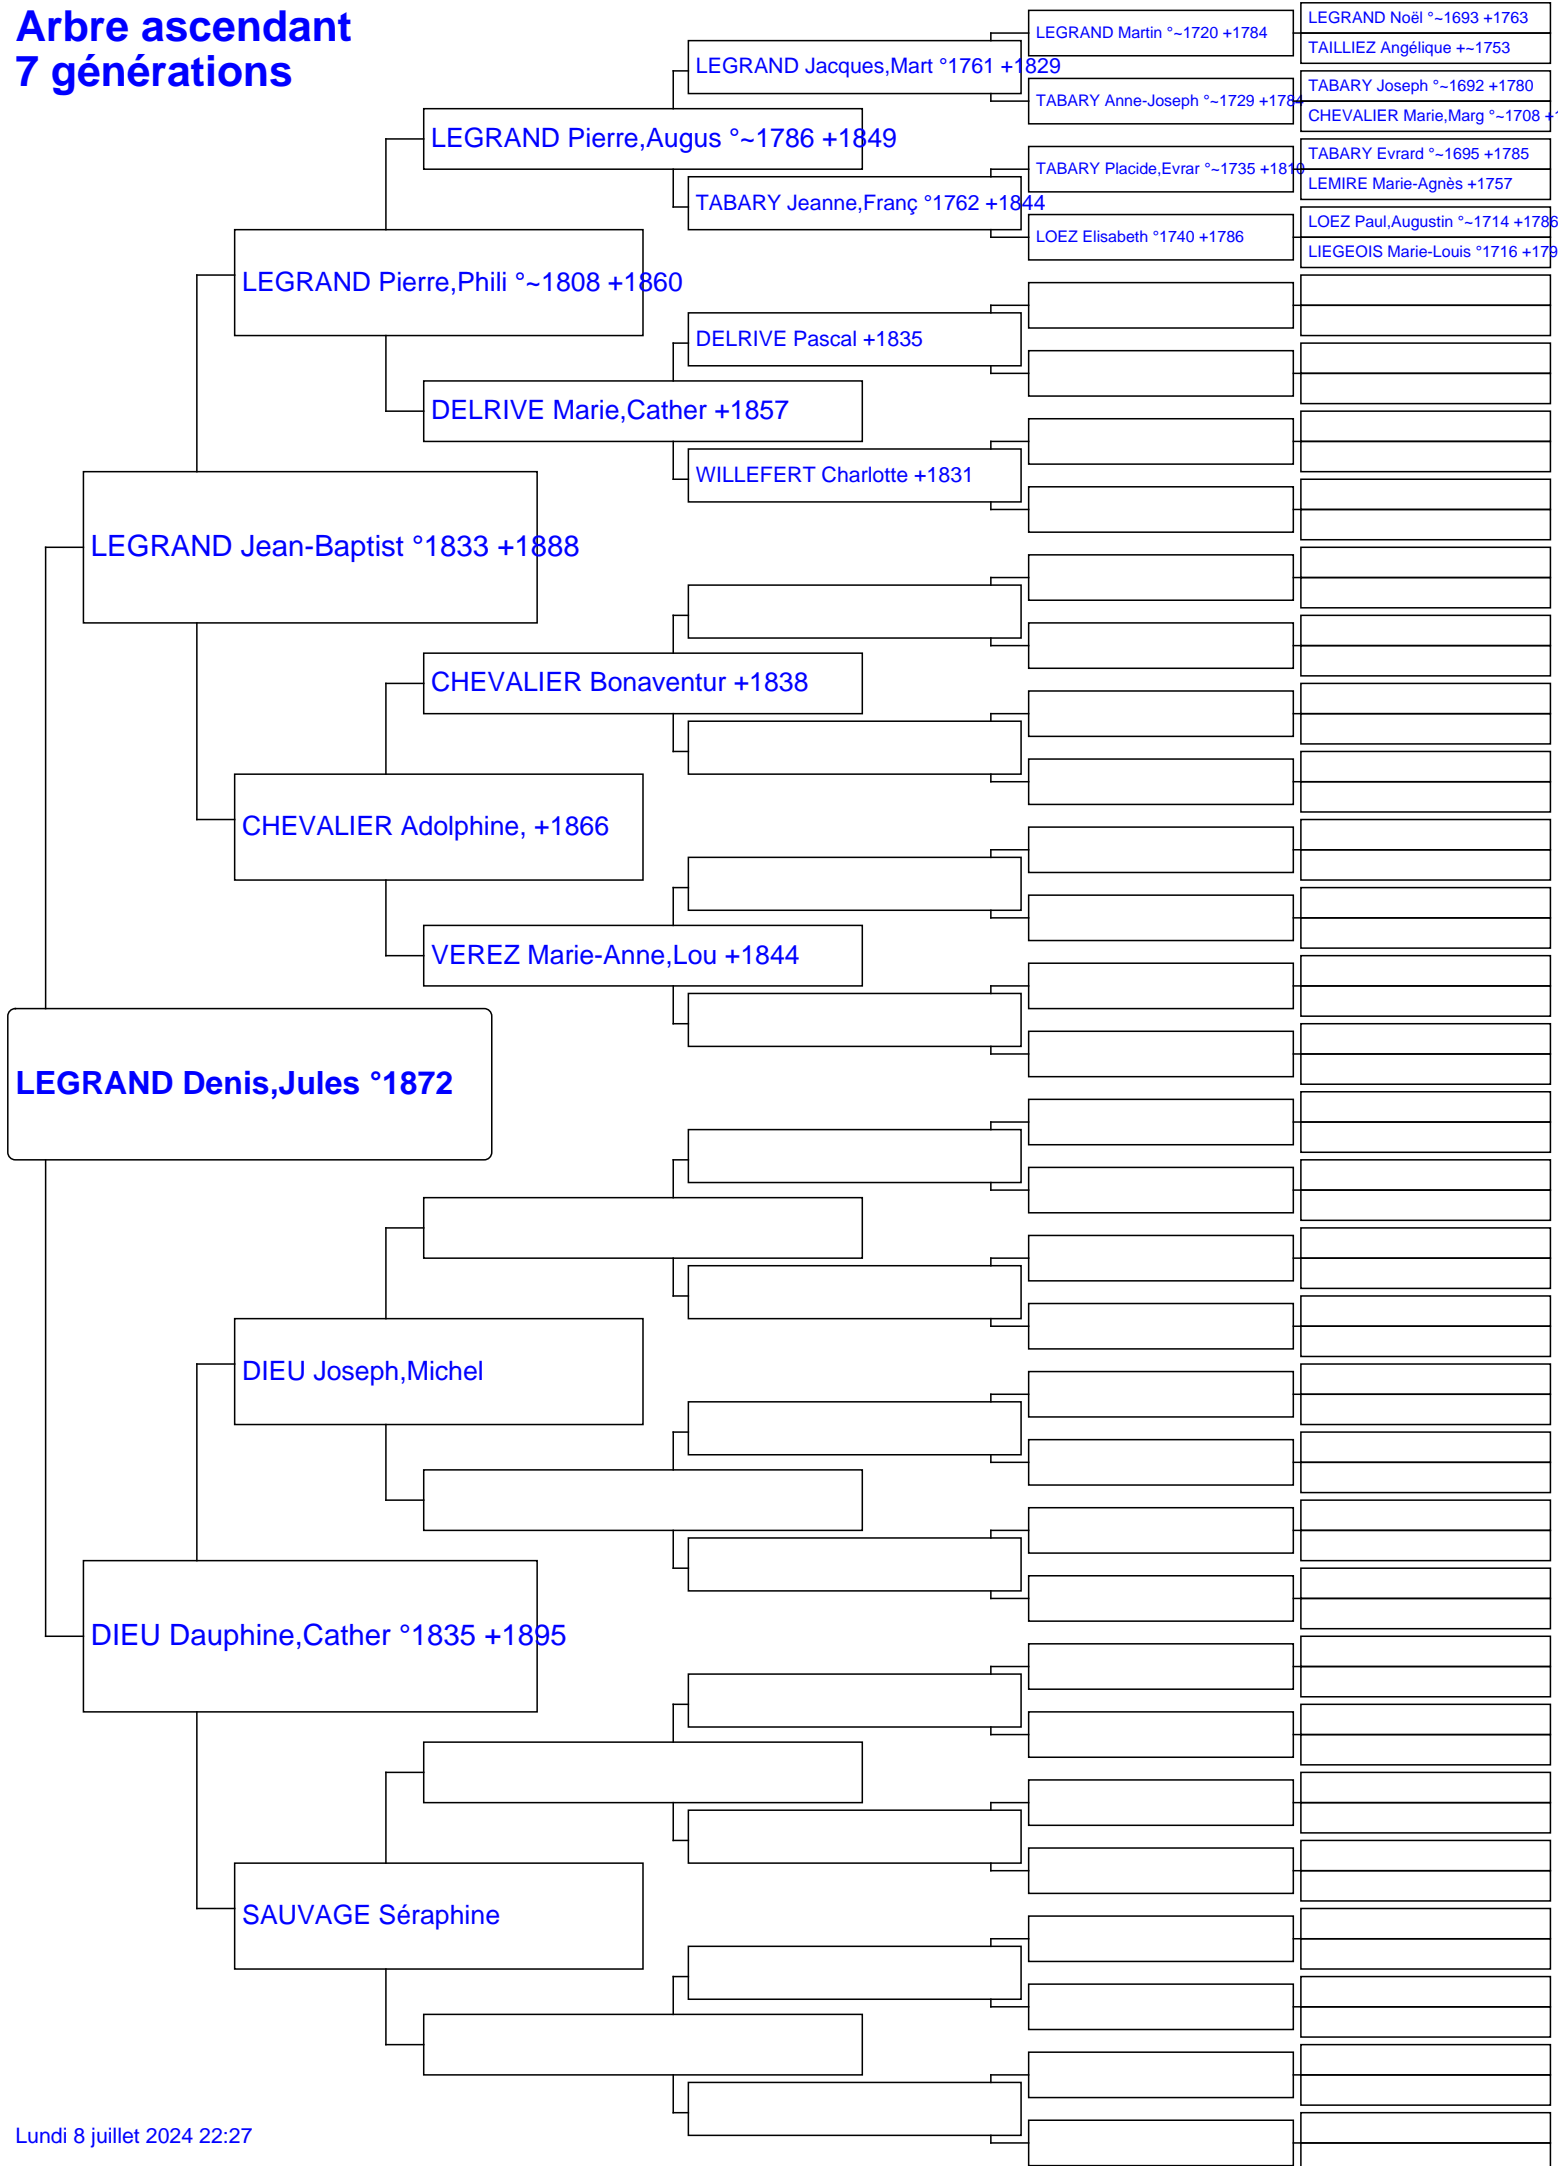 Arbre ascendant
7 générations
LEGRAND Noël °~1693 +1763
LEGRAND Martin °~1720 +1784
TAILLIEZ Angélique +~1753
LEGRAND Jacques,Mart °1761 +1829
TABARY Joseph °~1692 +1780
TABARY Anne-Joseph °~1729 +1784
CHEVALIER Marie,Marg °~1708
LEGRAND Pierre,Augus °~1786 +1849
TABARY Evrard °~1695 +1785
TABARY Placide,Evrar °~1735 +1810
LEMIRE Marie-Agnès +1757
TABARY Jeanne,Franç °1762 +1844
LOEZ Paul,Augustin °~1714 +1786
LOEZ Elisabeth °1740 +1786
LIEGEOIS Marie-Louis °1716 +179
LEGRAND Pierre,Phili °~1808 +1860
DELRIVE Pascal +1835
DELRIVE Marie,Cather +1857
WILLEFERT Charlotte +1831
LEGRAND Jean-Baptist °1833 +1888
CHEVALIER Bonaventur +1838
CHEVALIER Adolphine, +1866
VEREZ Marie-Anne,Lou +1844
LEGRAND Denis,Jules °1872
DIEU Joseph,Michel
DIEU Dauphine,Cather °1835 +1895
SAUVAGE Séraphine
Lundi 8 juillet 2024 22:27